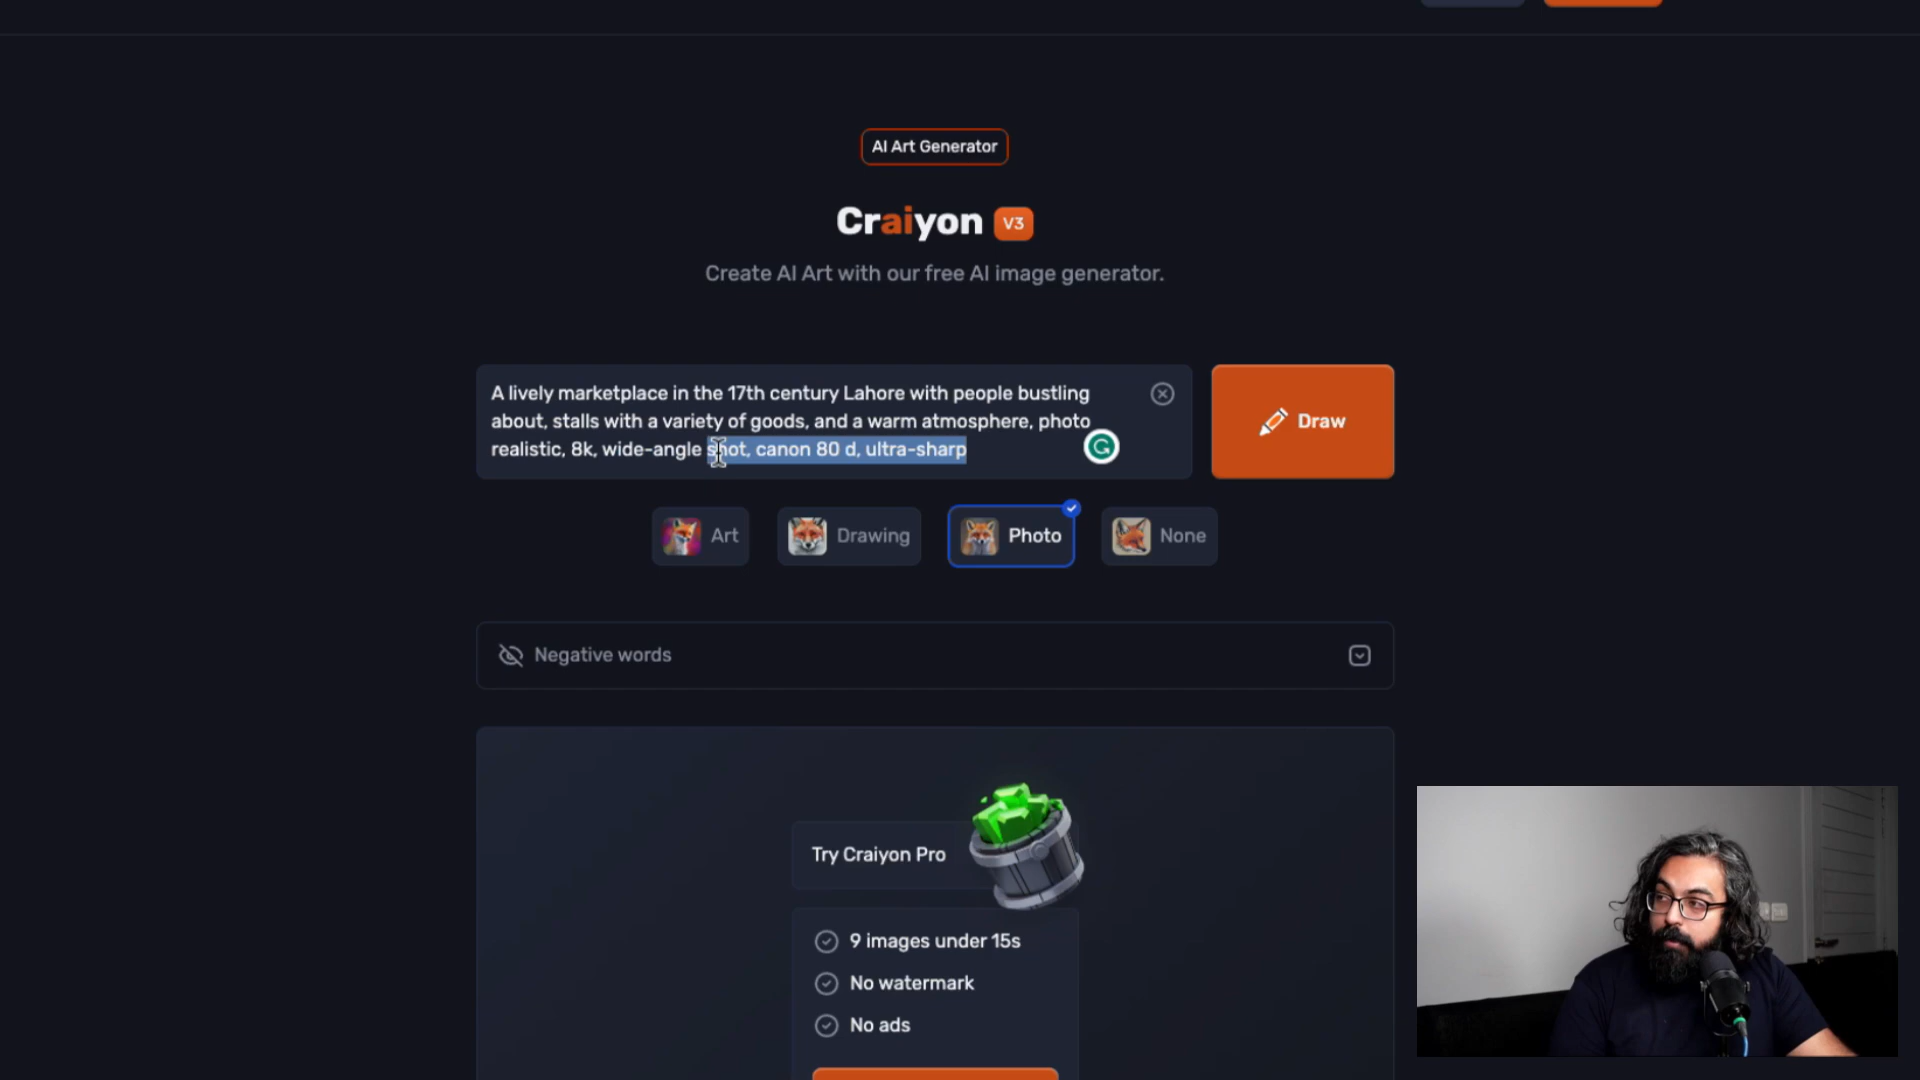 AI Art Generator
Craiyon V3
Create AI Art with our free AI image generator.
A lively marketplace in the 17th century Lahore with people bustling
about, stalls with a variety of goods, and a warm atmosphere, photo
realistic, 8k, wide-angle shot, canon 80 d, ultra-sharp
Draw
Art
Drawing
Photo
None
Negative words
Try Craiyon Pro
9 images under 15s
No watermark
No ads